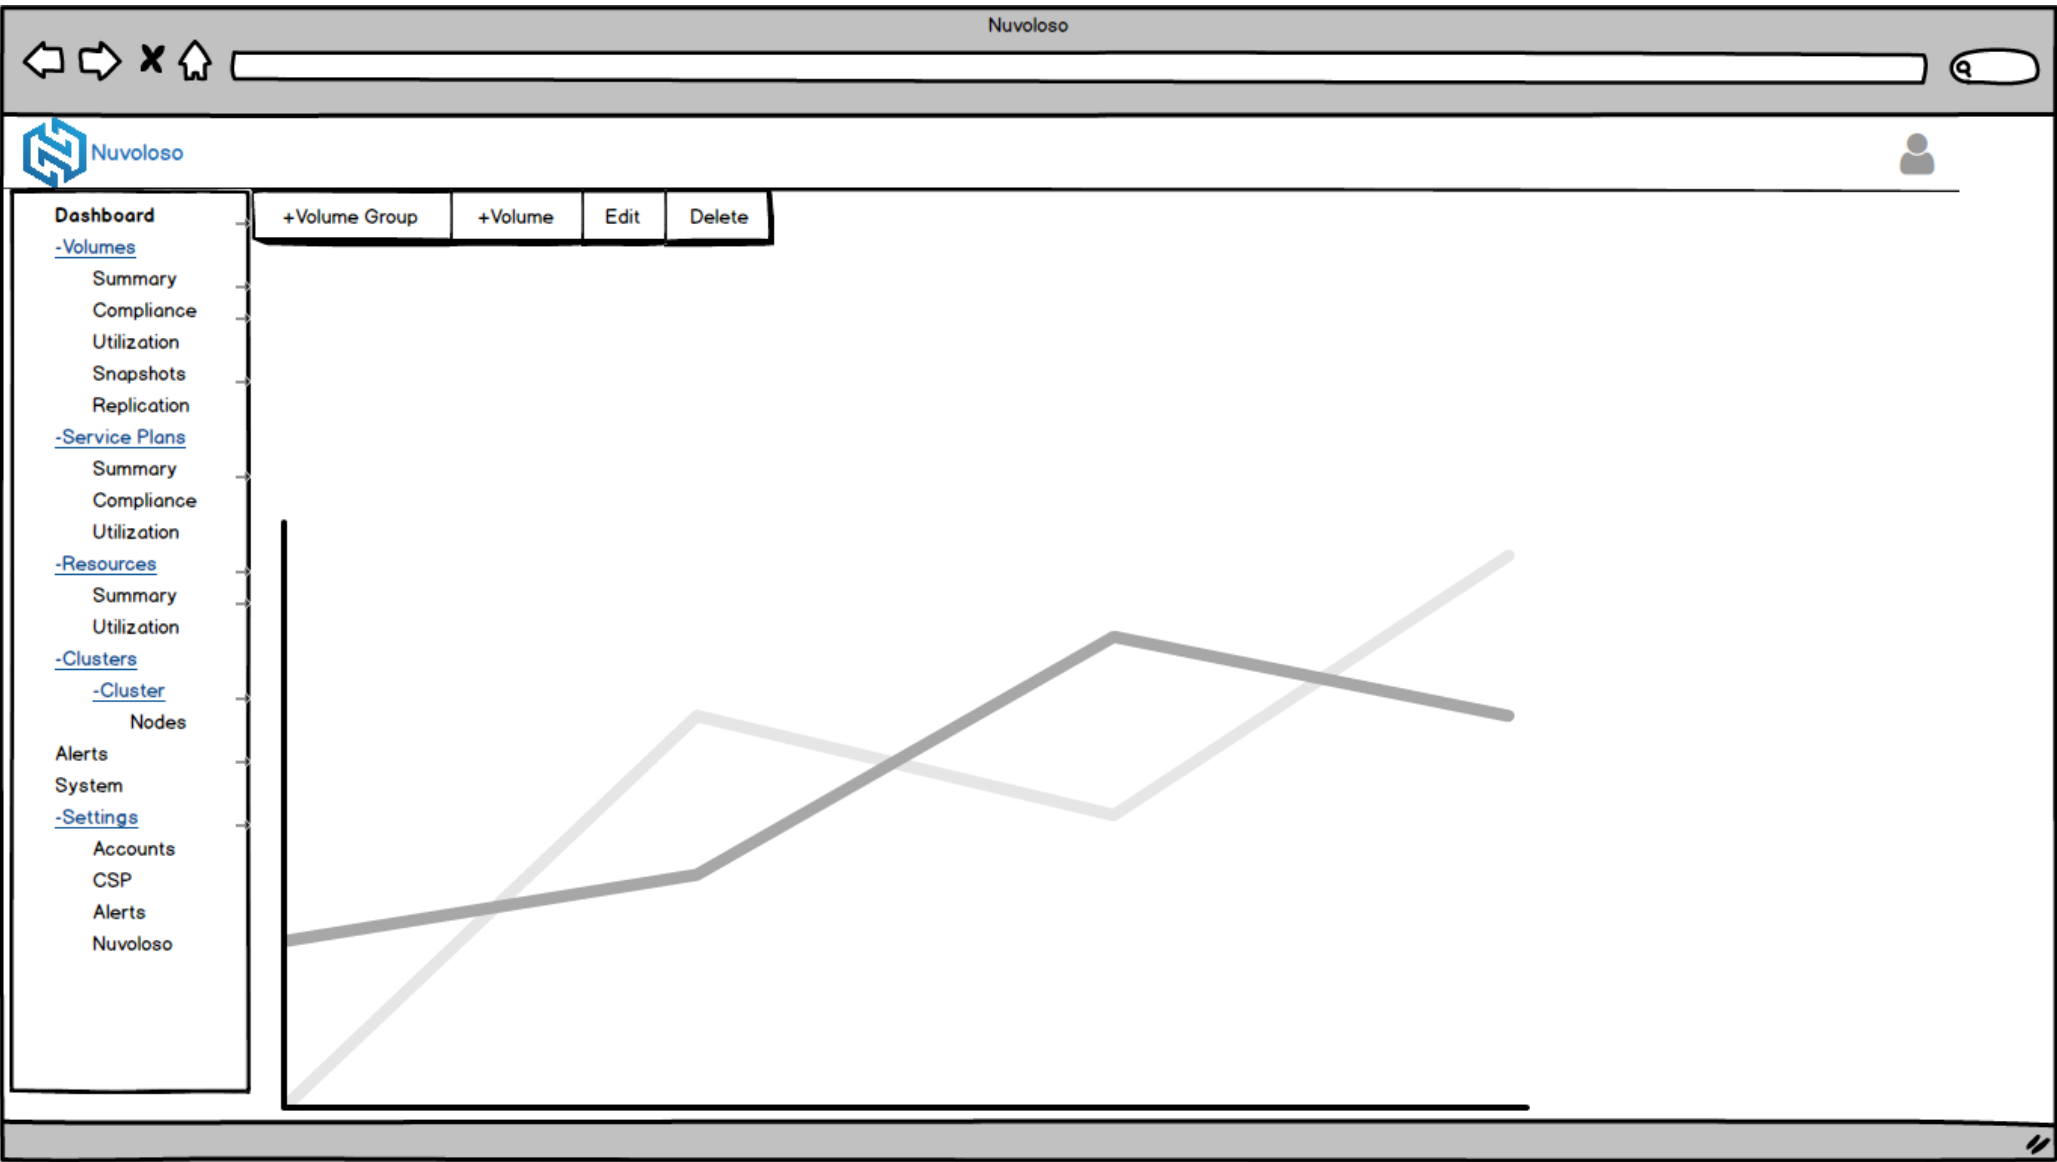 Nuvoloso
Nuvoloso
+Volume Group +Volume Edit Delete
Dashboard
-Volumes
Summary
Compliance
Utilization
Snapshots
Replication
-Service Plans
Summary
Compliance
Utilization
-Resources
Summary
Utilization
-Clusters
-Cluster
Nodes
Alerts
System
-Settings
Accounts
CSP
Alerts
Nuvoloso